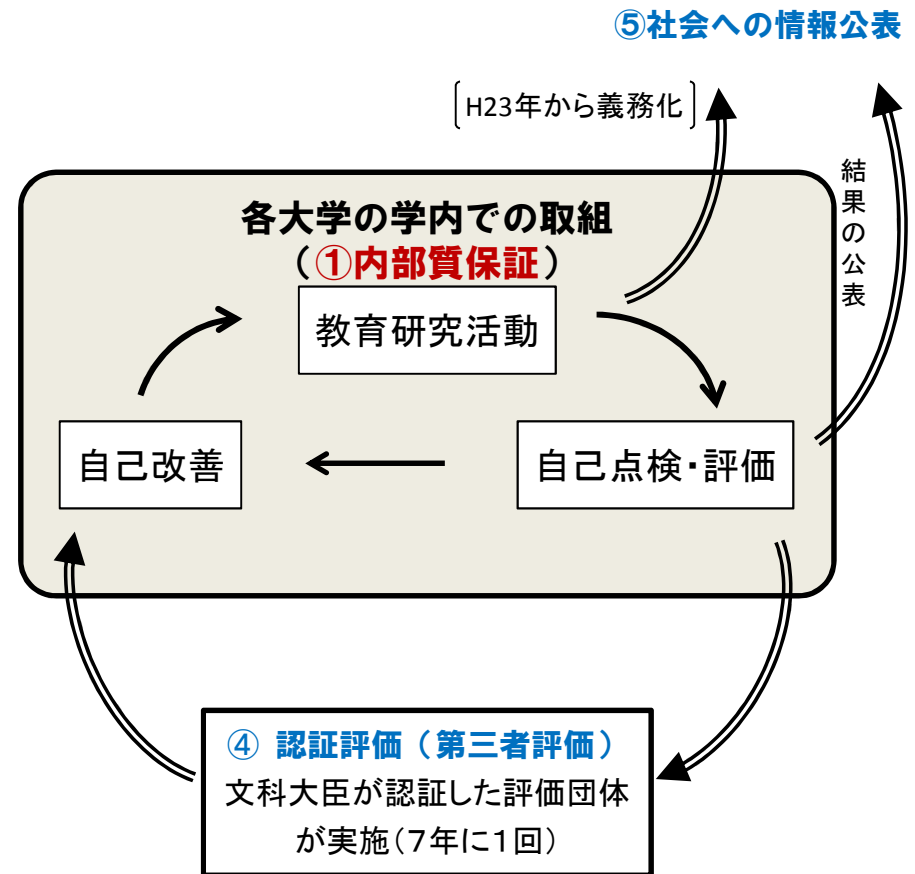 ⑤社会への情報公表
[H23年から義務化]
結果の公表
各大学の学内での取組
（①内部質保証）
教育研究活動
自己改善
自己点検・評価
④ 認証評価（第三者評価）
文科大臣が認証した評価団体
が実施（７年に１回）